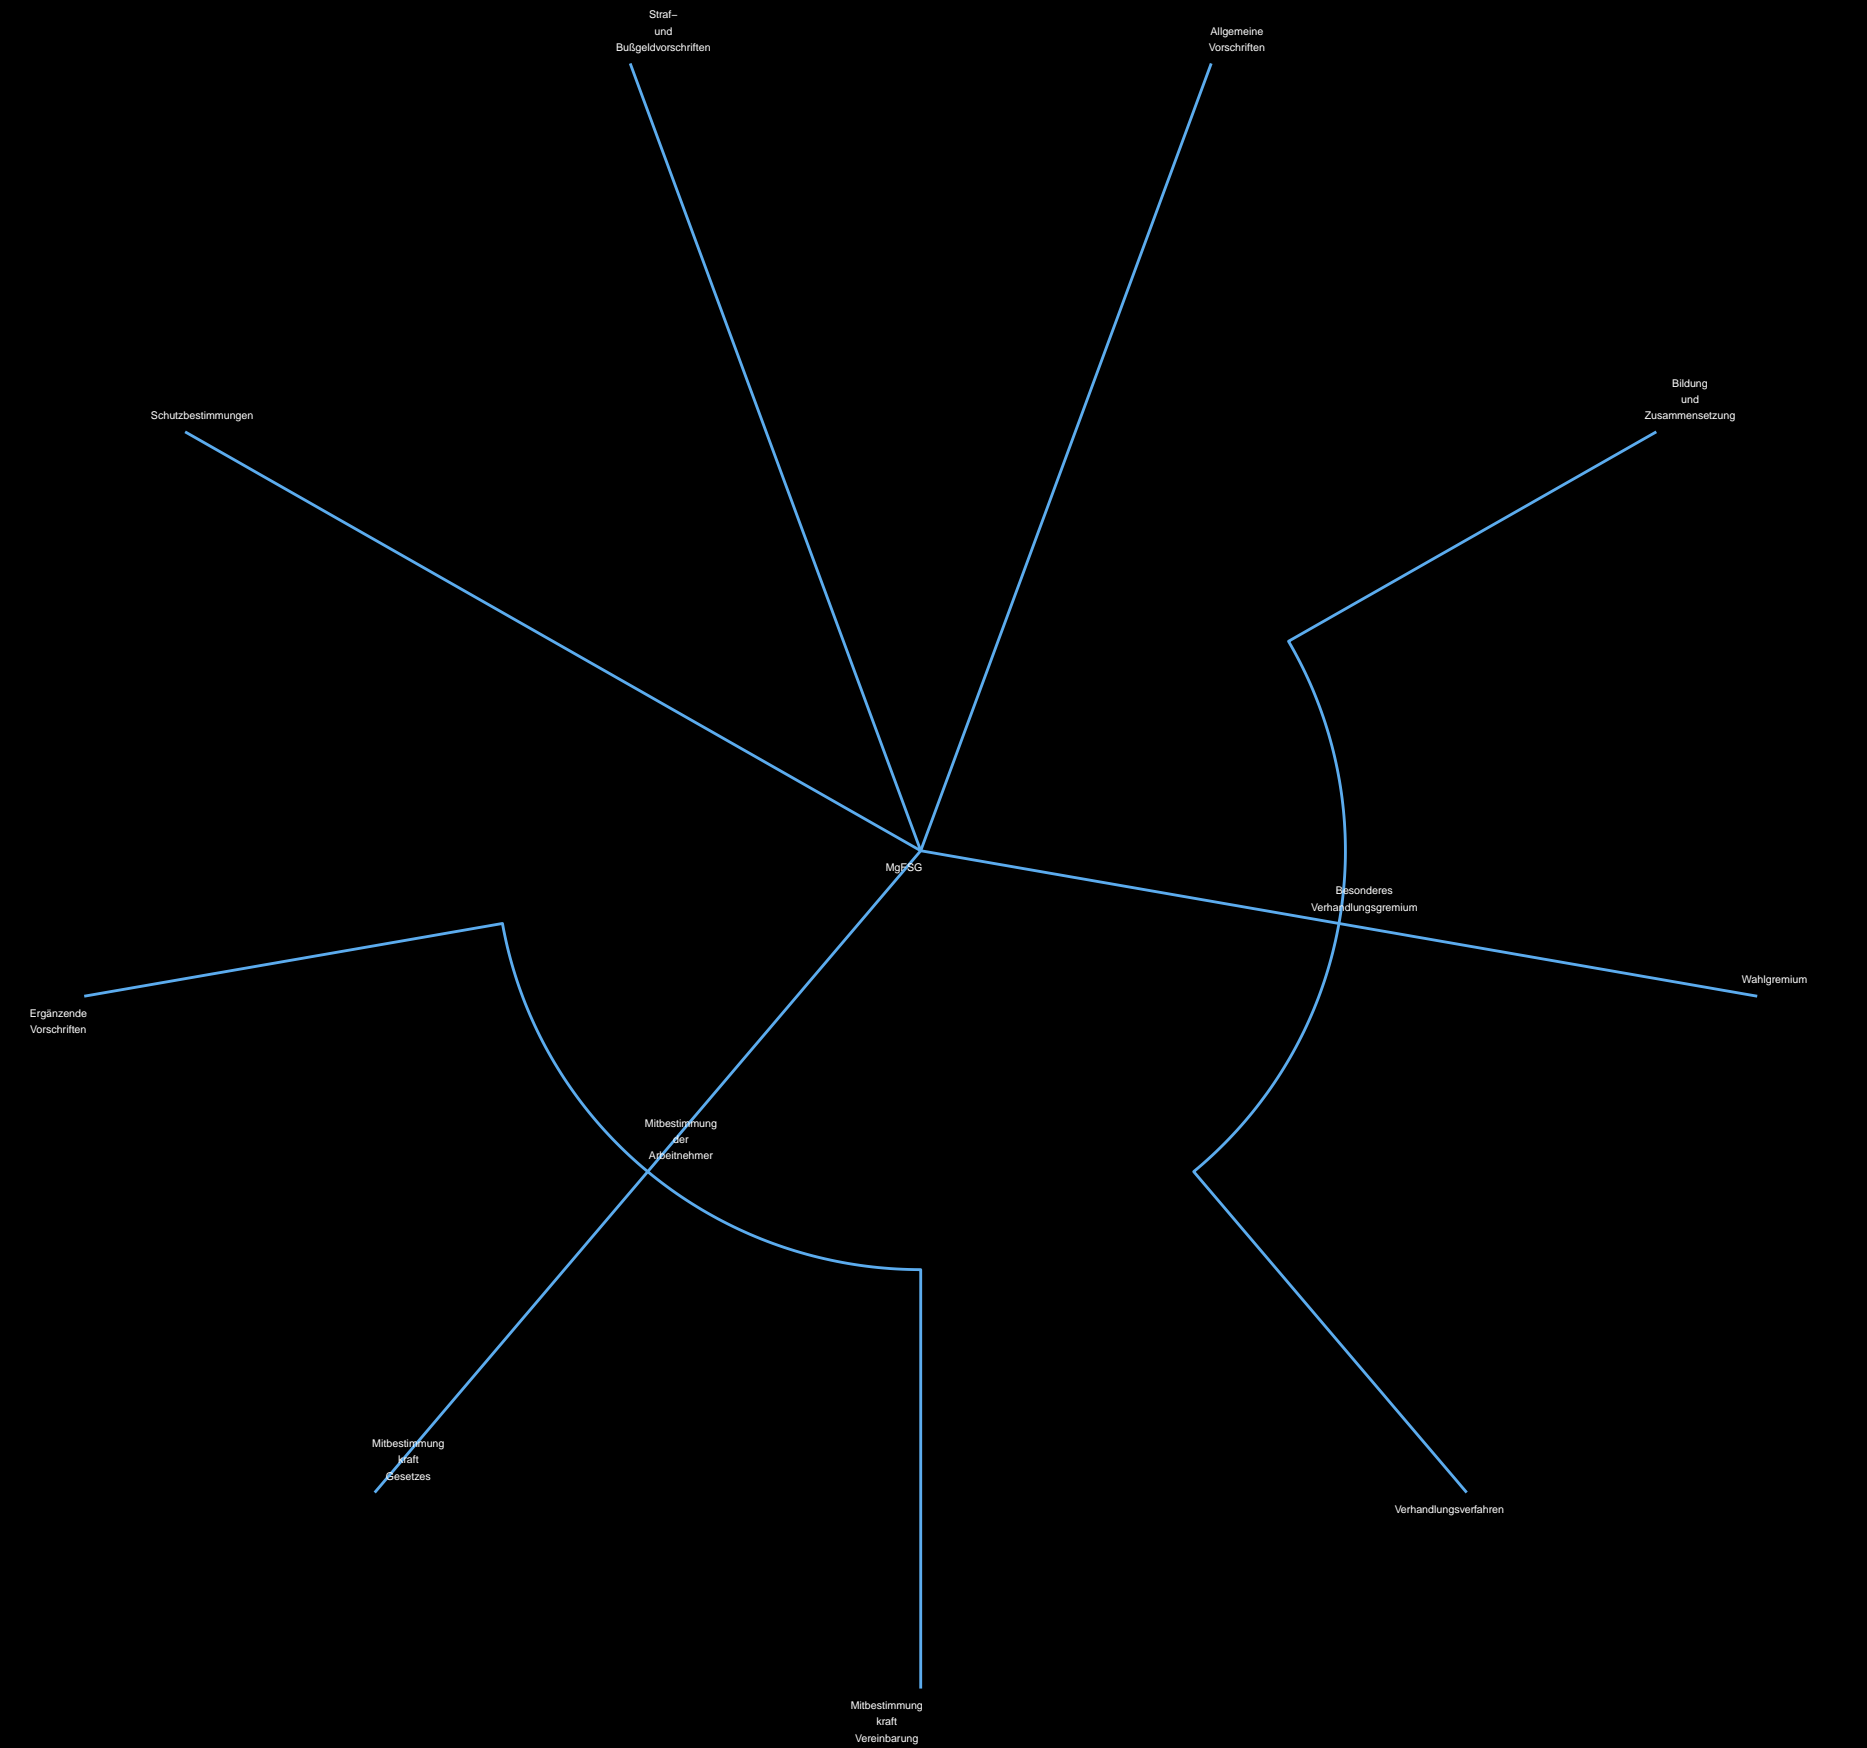 Straf–
und
Bußgeldvorschriften
Allgemeine
Vorschriften
Bildung
und
Zusammensetzung
Schutzbestimmungen
MgFSG
Besonderes
Verhandlungsgremium
Wahlgremium
Ergänzende
Vorschriften
Mitbestimmung
der
Arbeitnehmer
Mitbestimmung
kraft
Gesetzes
Verhandlungsverfahren
Mitbestimmung
kraft
Vereinbarung